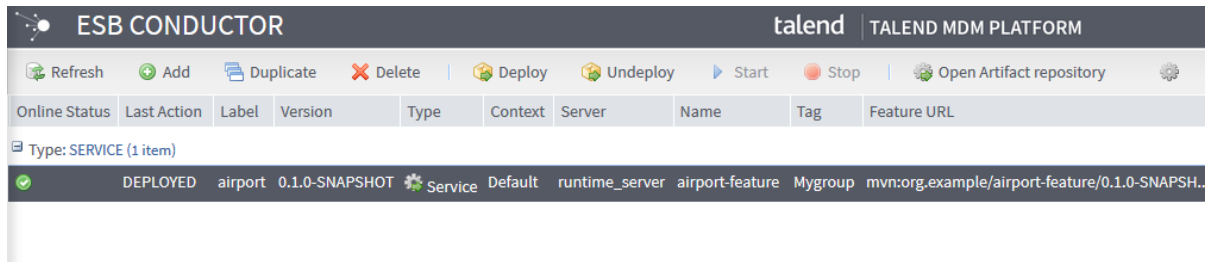 ESB CONDUCTOR talend TALEND MDM PLATFORM
Refresh Add Duplicate Delete Deploy Undeploy Start Stop Open Artifact repository
Online Status Last Action Label Version Type Context Server Name Tag Feature URL
Type: SERVICE (1 item)
DEPLOYED airport 0.1.0-SNAPSHOT Service Default runtime_server airport-feature Mygroup mvn:org.example/airport-feature/0.1.0-SNAPSH..